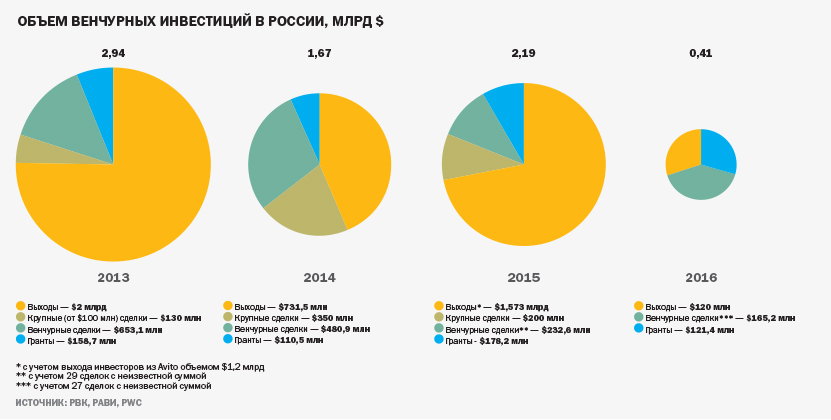 ОБЪЕМ ВЕНЧУРНЫХ ИНВЕСТИЦИЙ В РОССИИ, МЛРД $
2,94
1,67
2,19
0,41
2013
2014
2015
2016
Выходы — $2 млрд
Крупные (от $100 млн) сделки — $130 млн
Венчурные сделки — $653,1 млн
Гранты — $158,7 млн
Выходы — $731,5 млн
Крупные сделки — $350 млн
Венчурные сделки — $480,9 млн
Гранты — $110,5 млн
Выходы* — $1,573 млрд
Крупные сделки — $200 млн
Венчурные сделки** — $232,6 млн
Гранты - $178,2 млн
Выходы — $120 млн
Венчурные сделки*** — $165,2 млн
Гранты — $121,4 млн
* с учетом выхода инвесторов из Avito объемом $1,2 млрд
** с учетом 29 сделок с неизвестной суммой
*** с учетом 27 сделок с неизвестной суммой
ИСТОЧНИК: РВК, РАВИ, PWC